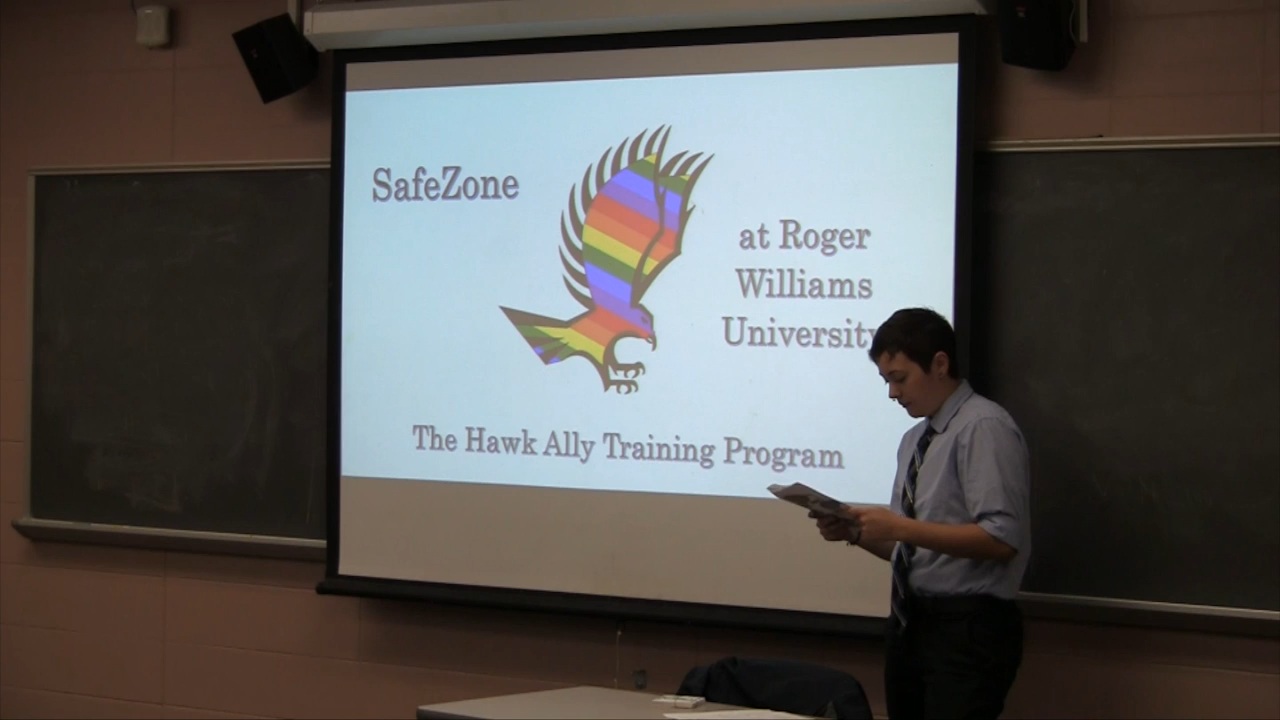 SafeZone
at Roger
Williams
University
The Hawk Ally Training Program